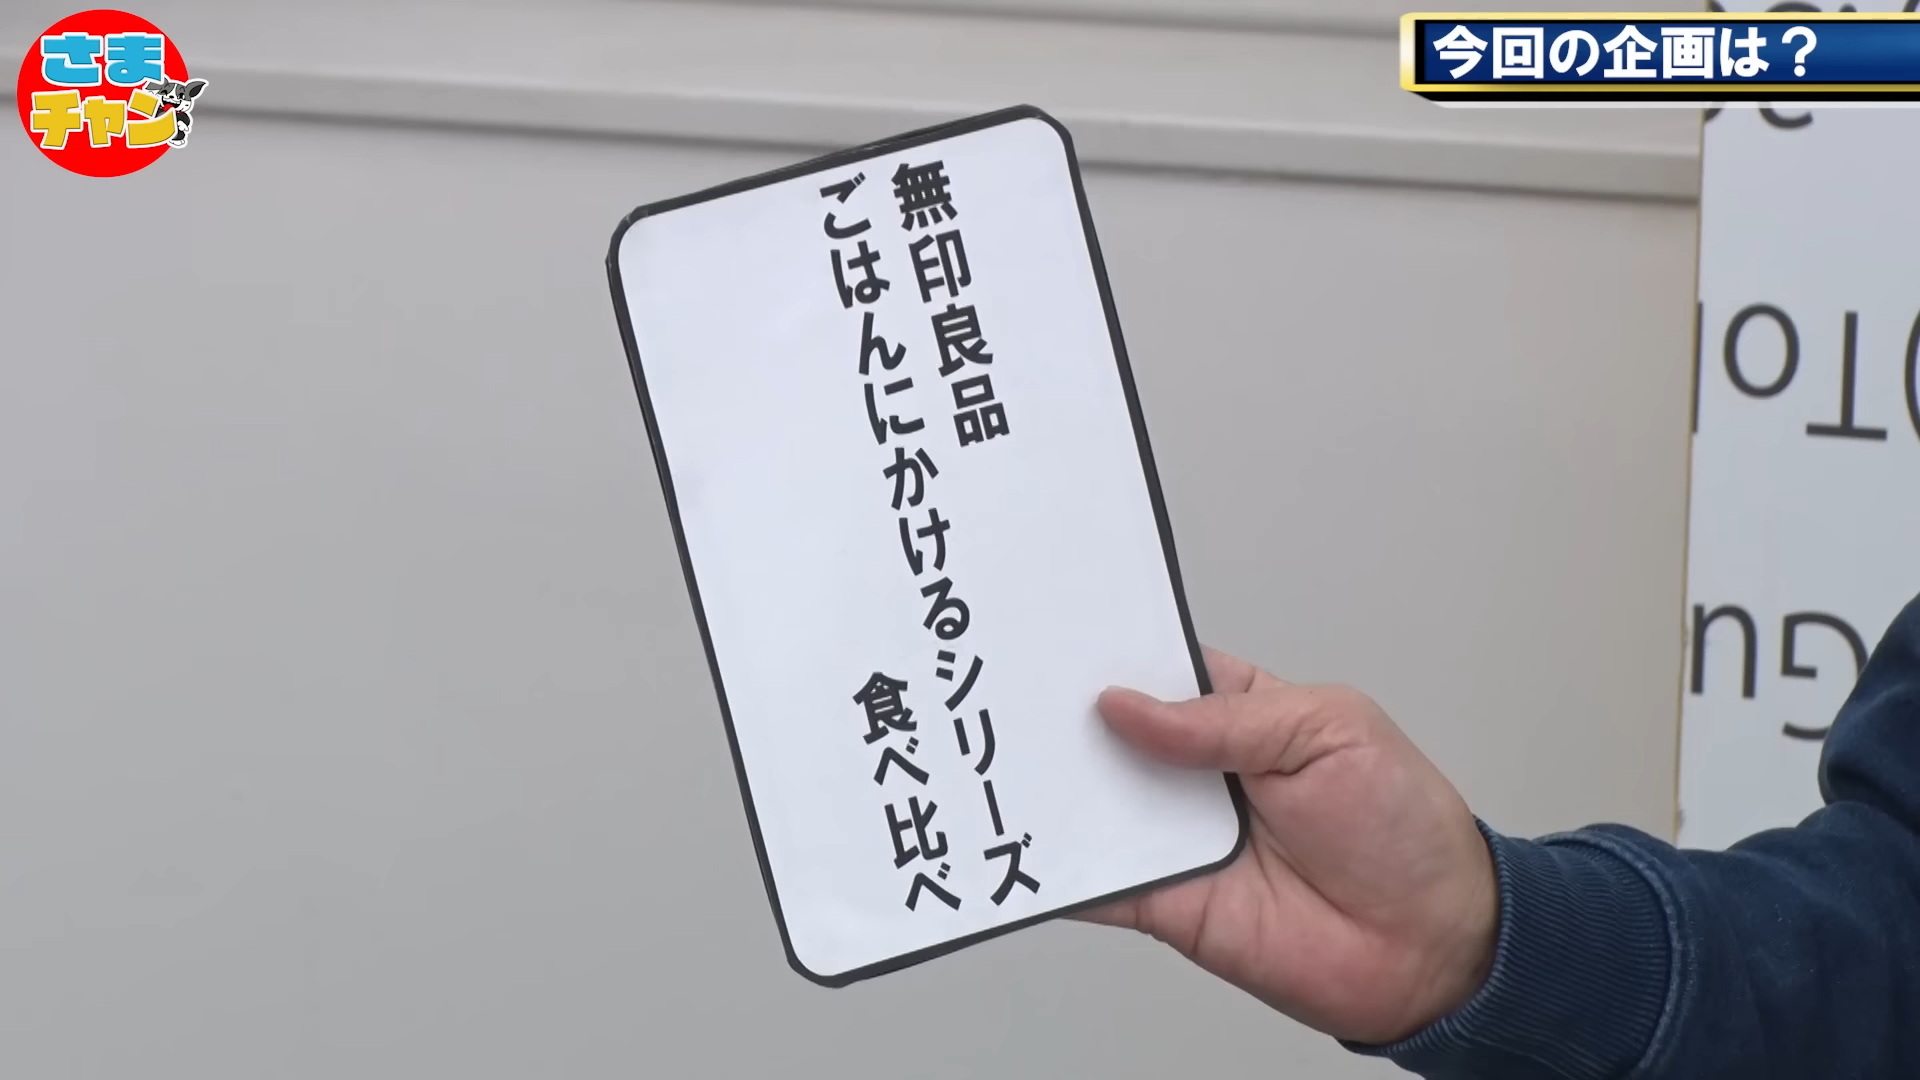 さま
チャン
今回の企画は？
無印良品
ごはんにかけるシリーズ
食べ比べ